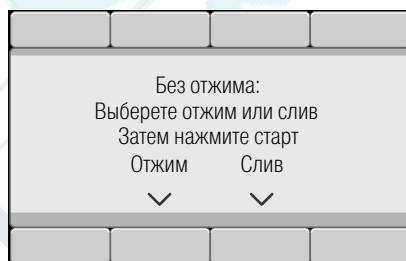 Без отжима:
Выберете отжим или слив
Затем нажмите старт
Отжим Слив